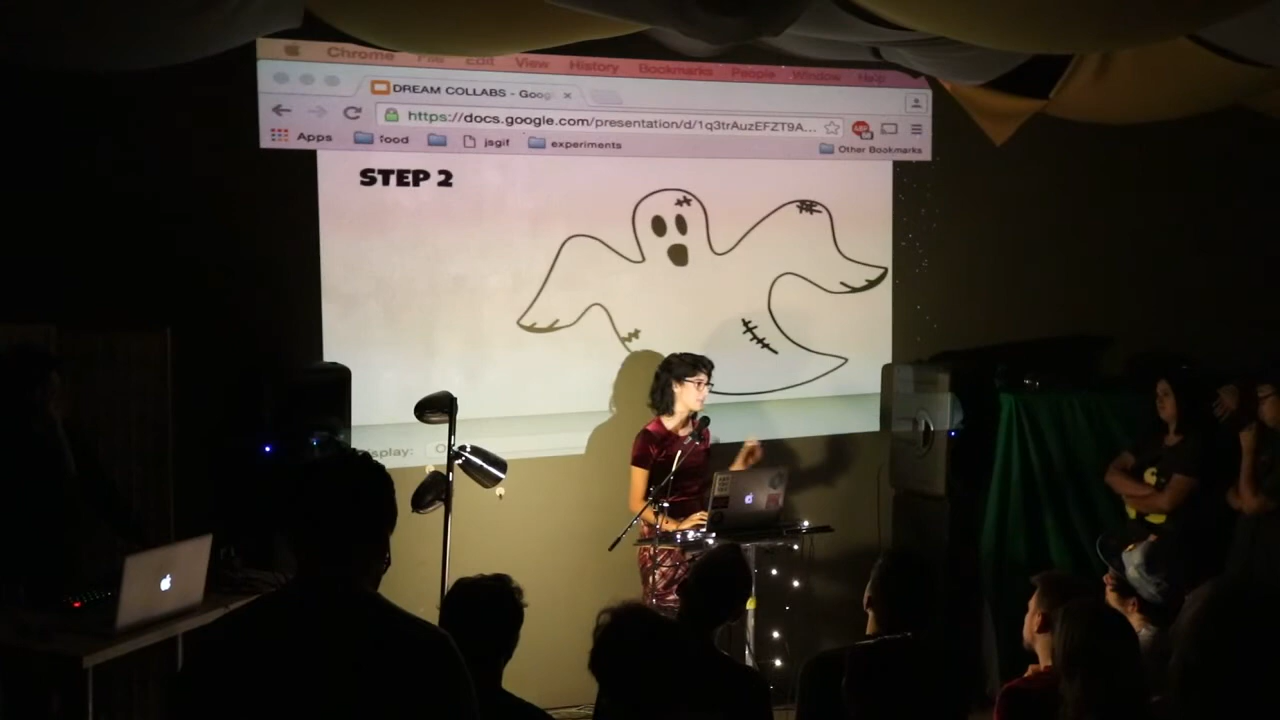 Chrome File Edit View History Bookmarks People Window Help
DREAM COLLABS - Goog
https://docs.google.com/presentation/d/1q3trAuzEFZT9A...
Apps food jsgif experiments Other Bookmarks
STEP 2
splay: